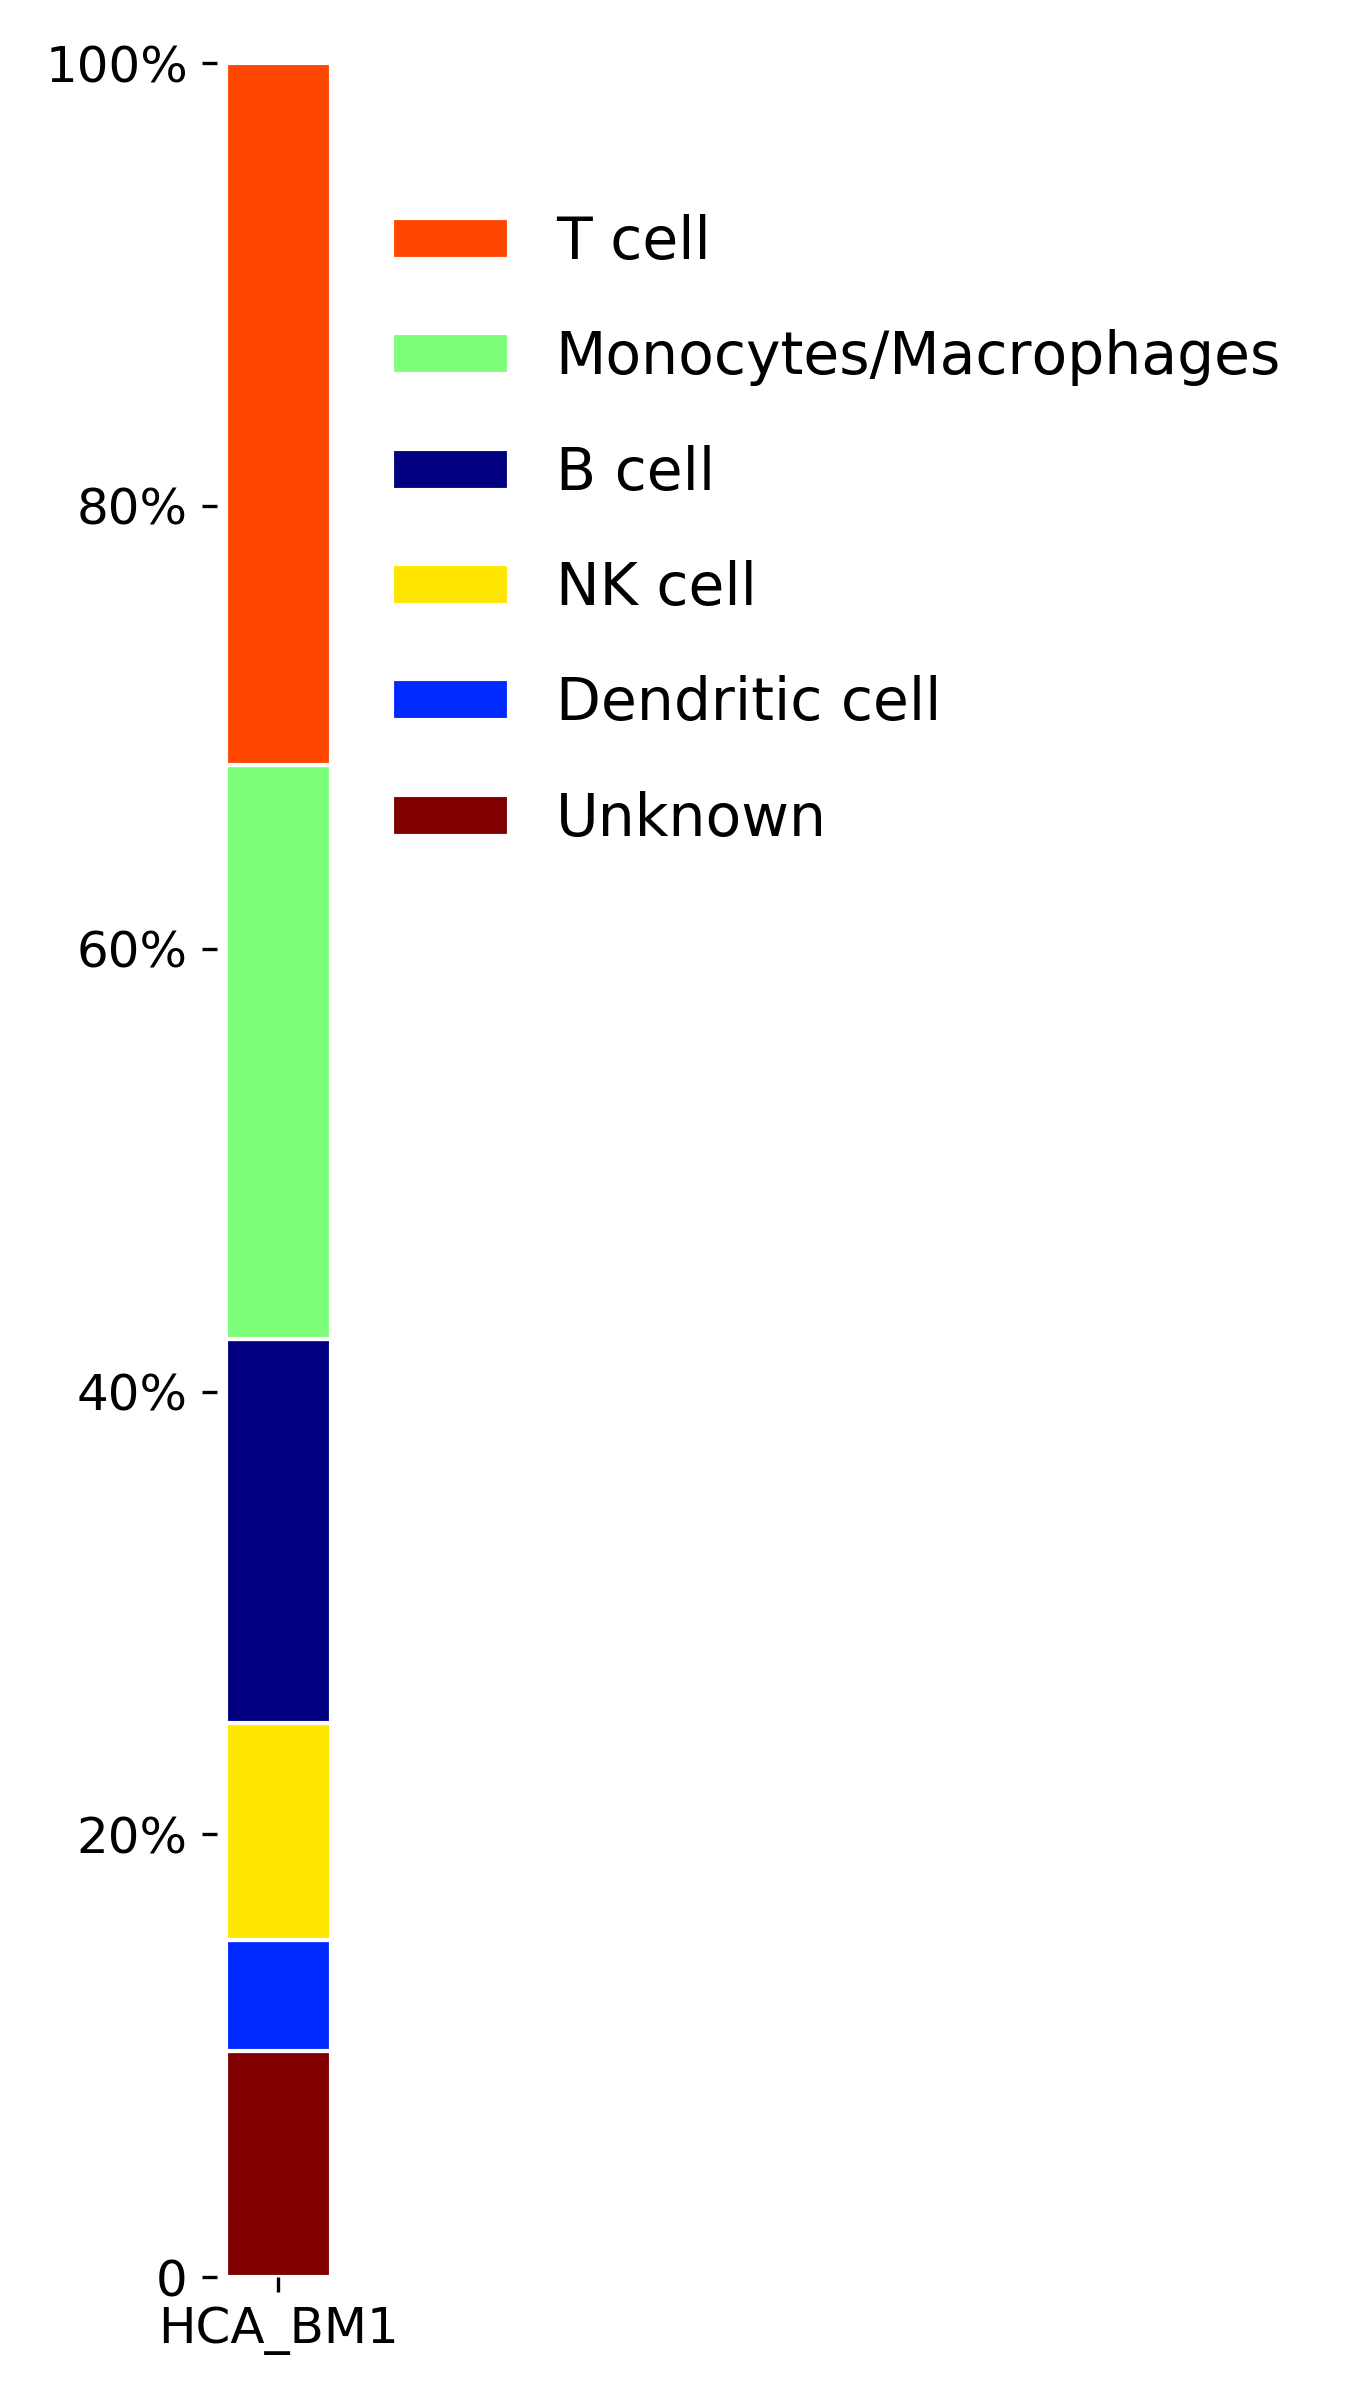 100%
T cell
Monocytes/Macrophages
B cell
80%
NK cell
Dendritic cell
Unknown
60%
40%
20%
0
HCA_BM1